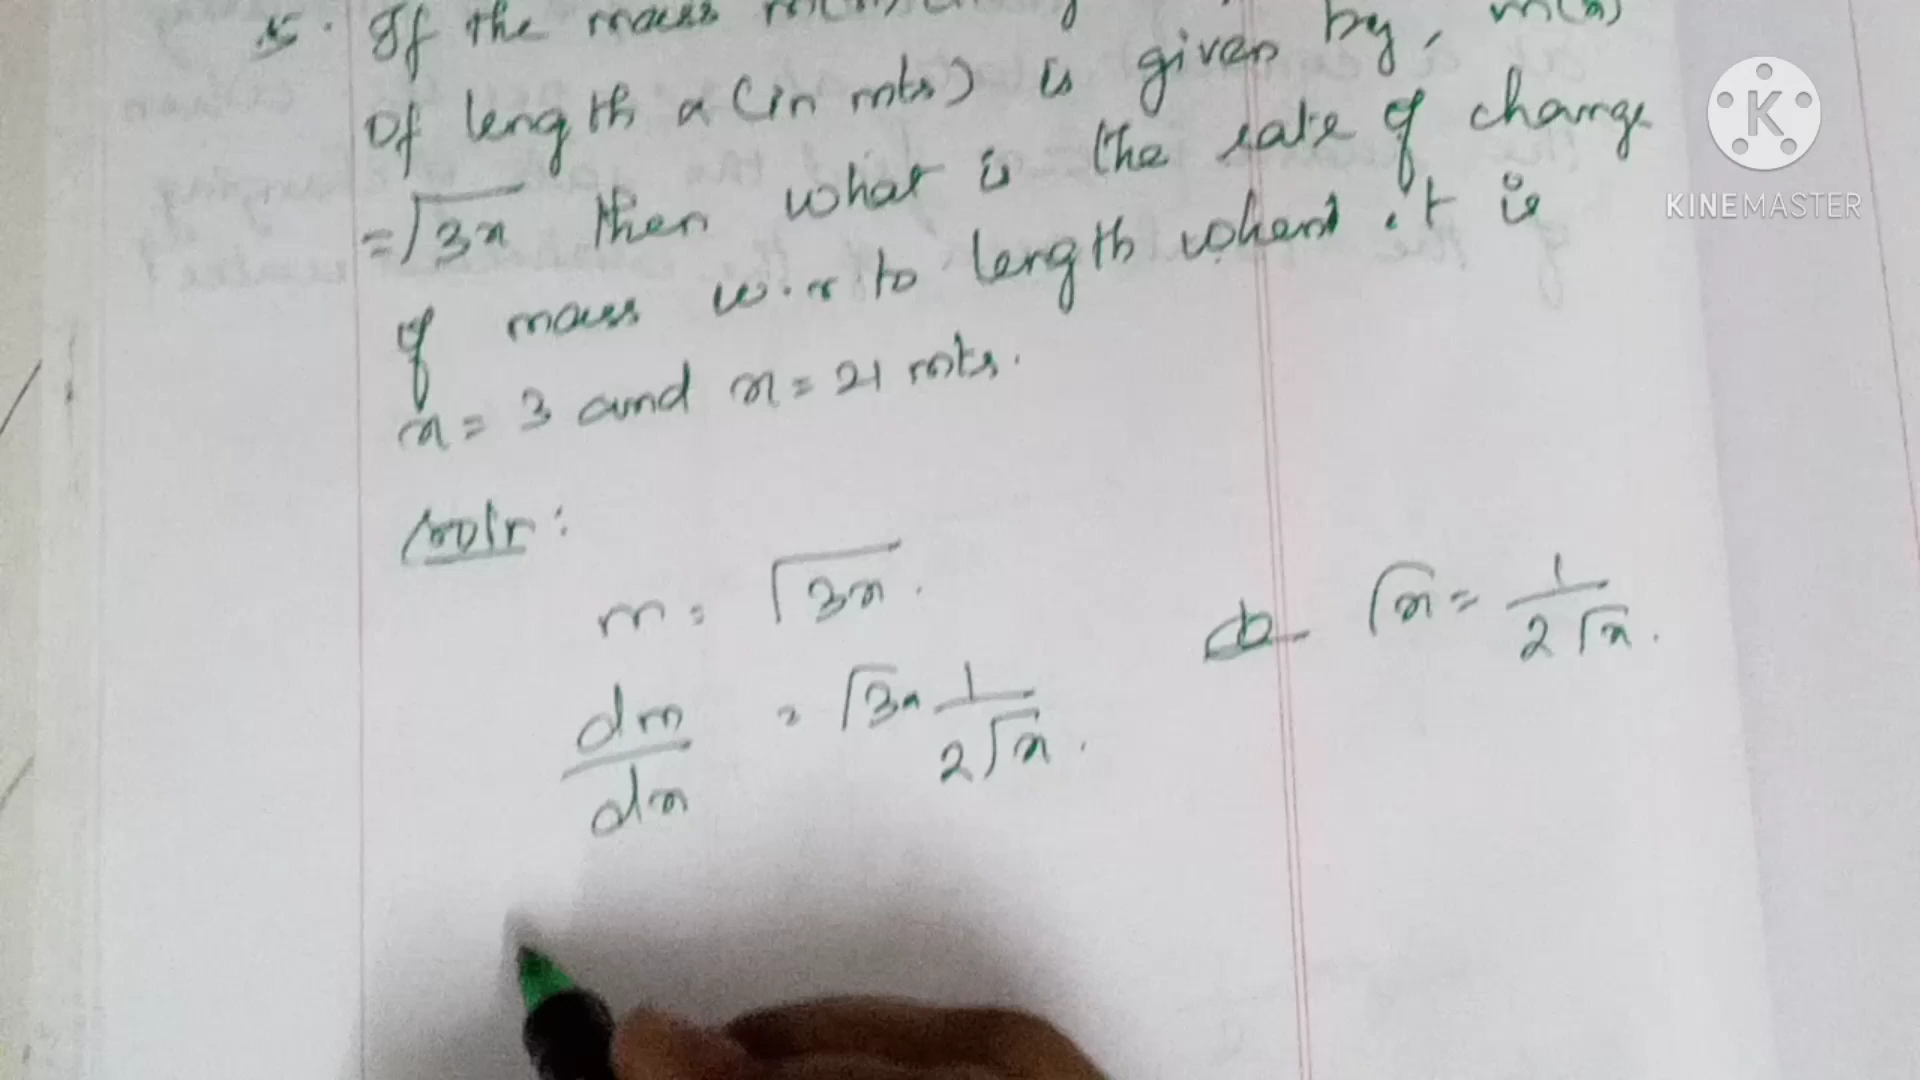 5. If the mass
of length x (in mts) is given by, m(x)
= √3x then what is the rate of change
of mass w.r to length when it is
x = 3 and x = 27 mts.
Soln:
m = √3x.
√x = 1/2√x.
dm/dx = √3 × 1/2√x.
K
KINEMASTER